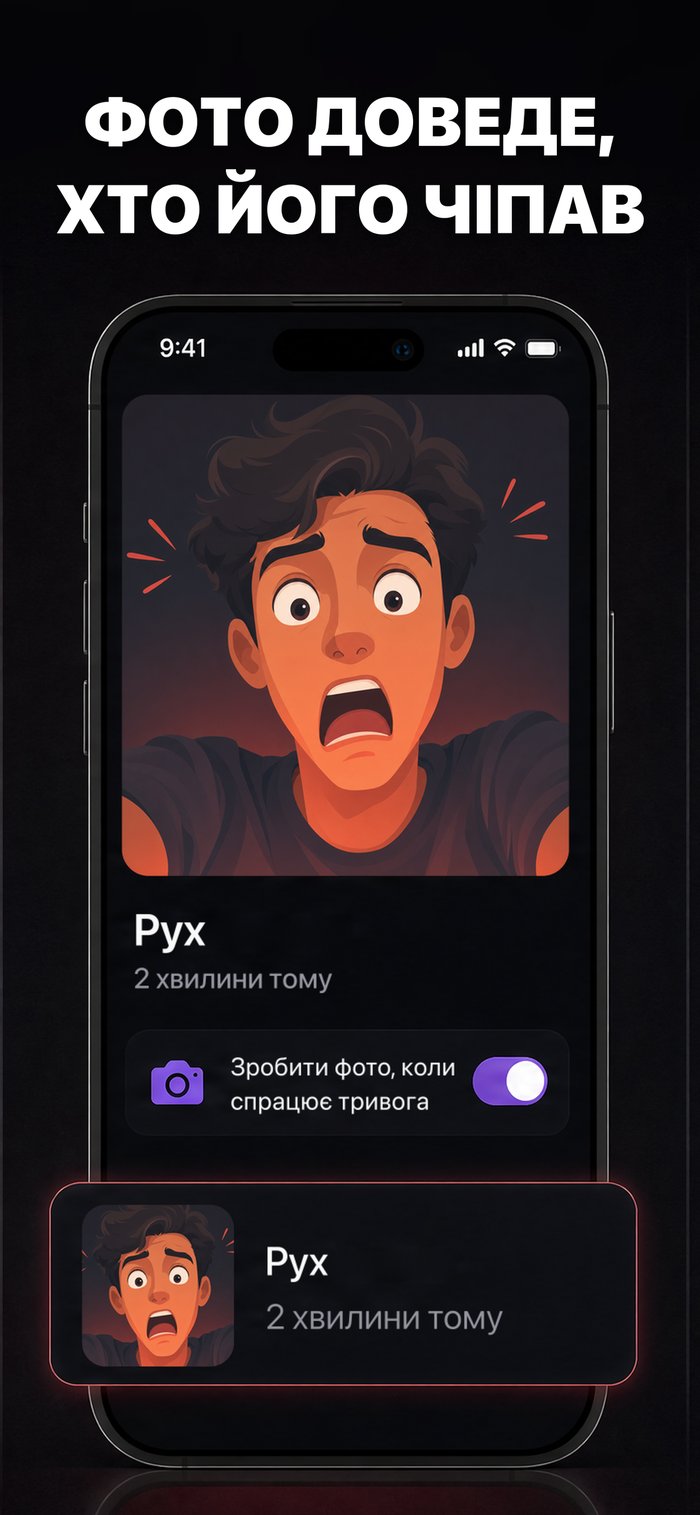 ФОТО ДОВЕДЕ,
ХТО ЙОГО ЧІПАВ
9:41
Рух
2 хвилини тому
Зробити фото, коли
спрацює тривога
Рух
2 хвилини тому